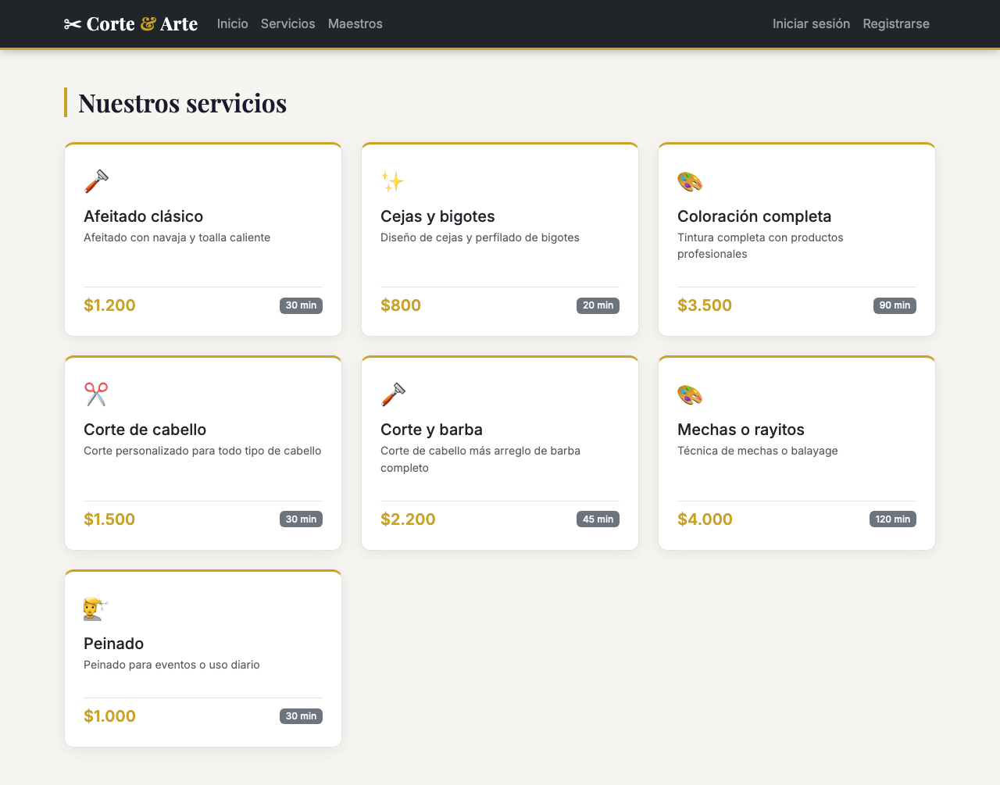 Corte & Arte
Inicio
Servicios
Maestros
Iniciar sesión
Registrarse
Nuestros servicios
Afeitado clásico
Afeitado con navaja y toalla caliente
$1.200
30 min
Cejas y bigotes
Diseño de cejas y perfilado de bigotes
$800
20 min
Coloración completa
Tintura completa con productos
profesionales
$3.500
90 min
Corte de cabello
Corte personalizado para todo tipo de cabello
$1.500
30 min
Corte y barba
Corte de cabello más arreglo de barba
completo
$2.200
45 min
Mechas o rayitos
Técnica de mechas o balayage
$4.000
120 min
Peinado
Peinado para eventos o uso diario
$1.000
30 min